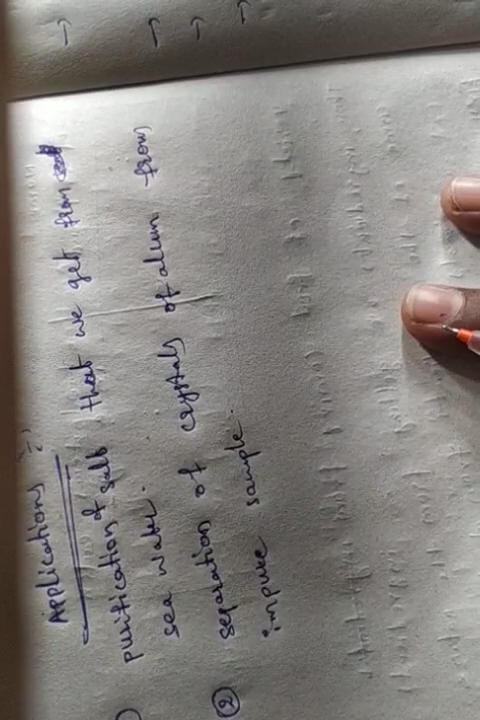 Applications :-
purification of salt that we get from
sea water.
② separation of crystals of alum from
impure sample.